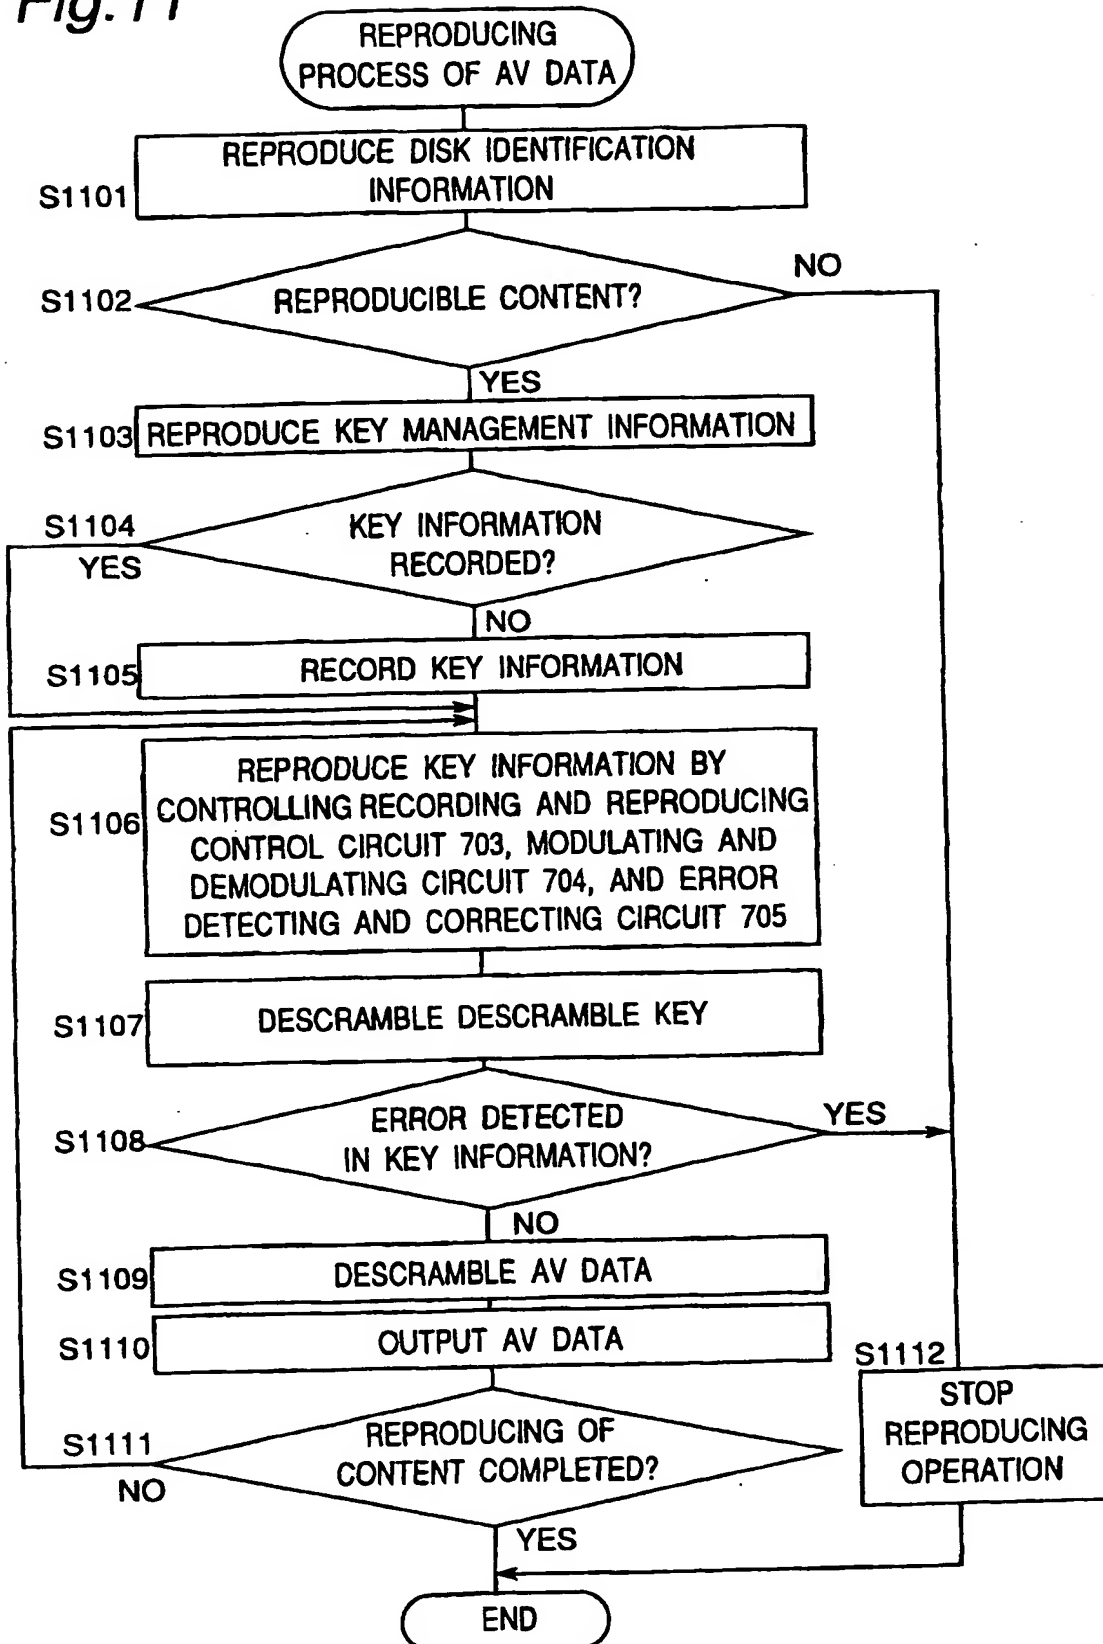 Fig. 11
REPRODUCING
PROCESS OF AV DATA
REPRODUCE DISK IDENTIFICATION
INFORMATION
S1101
NO
S1102
REPRODUCIBLE CONTENT?
YES
S1103
REPRODUCE KEY MANAGEMENT INFORMATION
S1104
KEY INFORMATION
RECORDED?
YES
NO
S1105
RECORD KEY INFORMATION
S1106
REPRODUCE KEY INFORMATION BY
CONTROLLING RECORDING AND REPRODUCING
CONTROL CIRCUIT 703, MODULATING AND
DEMODULATING CIRCUIT 704, AND ERROR
DETECTING AND CORRECTING CIRCUIT 705
S1107
DESCRAMBLE DESCRAMBLE KEY
S1108
ERROR DETECTED
IN KEY INFORMATION?
YES
NO
S1109
DESCRAMBLE AV DATA
S1110
OUTPUT AV DATA
S1112
STOP
REPRODUCING
OPERATION
S1111
REPRODUCING OF
CONTENT COMPLETED?
NO
YES
END